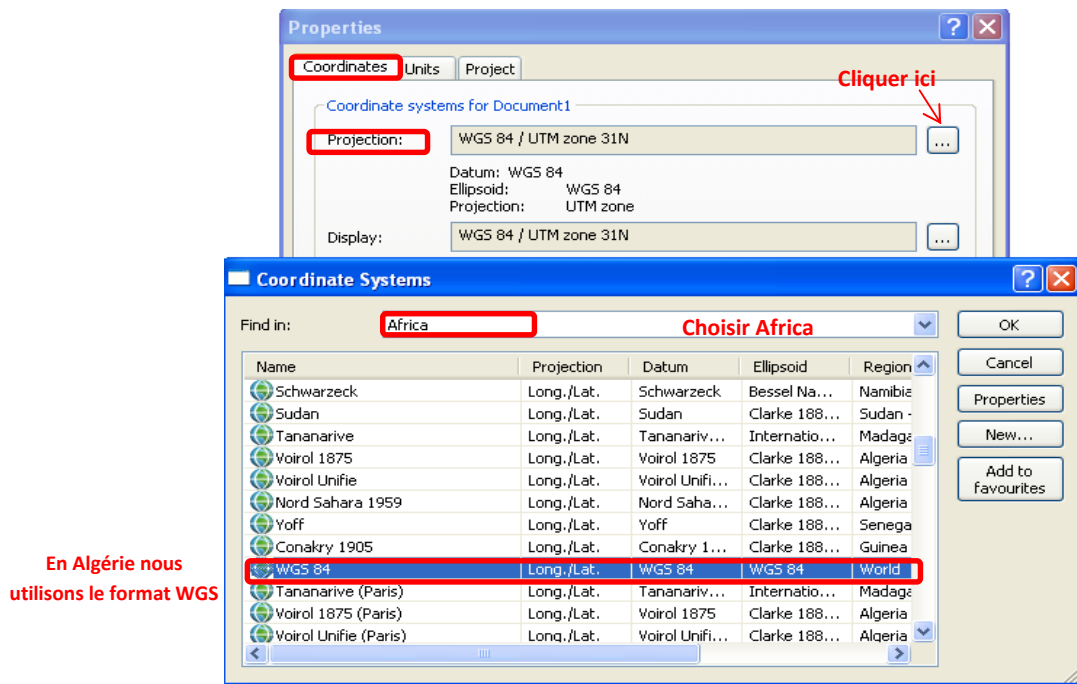 Properties
Coordinates Units Project
Cliquer ici
Coordinate systems for Document1
Projection: WGS 84 / UTM zone 31N ...
Datum: WGS 84
Ellipsoid: WGS 84
Projection: UTM zone
Display: WGS 84 / UTM zone 31N ...
Coordinate Systems
Find in: Africa Choisir Africa OK
Cancel
Properties
New...
Add to
favourites
Name Projection Datum Ellipsoid Region
Schwarzeck Long./Lat. Schwarzeck Bessel Na... Namibia
Sudan Long./Lat. Sudan Clarke 188... Sudan -
Tananarive Long./Lat. Tananariv... Internatio... Madaga
Voirol 1875 Long./Lat. Voirol 1875 Clarke 188... Algeria
Voirol Unifie Long./Lat. Voirol Unifi... Clarke 188... Algeria
Nord Sahara 1959 Long./Lat. Nord Saha... Clarke 188... Algeria
Yoff Long./Lat. Yoff Clarke 188... Senega
Conakry 1905 Long./Lat. Conakry 1... Clarke 188... Guinea
WGS 84 Long./Lat. WGS 84 WGS 84 World
Tananarive (Paris) Long./Lat. Tananariv... Internatio... Madaga
Voirol 1875 (Paris) Long./Lat. Voirol 1875 Clarke 188... Algeria
Voirol Unifie (Paris) Long./Lat. Voirol Unifi... Clarke 188... Algeria
En Algérie nous
utilisons le format WGS